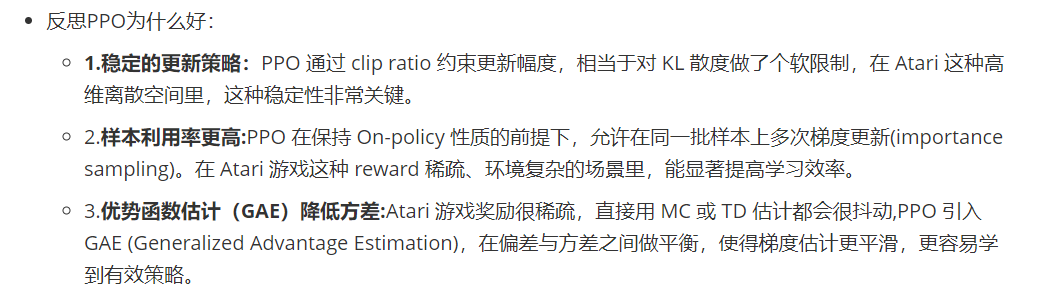 反思PPO为什么好：
1.稳定的更新策略：PPO 通过 clip ratio 约束更新幅度，相当于对 KL 散度做了个软限制，在 Atari 这种高
维离散空间里，这种稳定性非常关键。
2.样本利用率更高:PPO 在保持 On-policy 性质的前提下，允许在同一批样本上多次梯度更新(importance
sampling)。在 Atari 游戏这种 reward 稀疏、环境复杂的场景里，能显著提高学习效率。
3.优势函数估计（GAE）降低方差:Atari 游戏奖励很稀疏，直接用 MC 或 TD 估计都会很抖动,PPO 引入
GAE (Generalized Advantage Estimation)，在偏差与方差之间做平衡，使得梯度估计更平滑，更容易学
到有效策略。